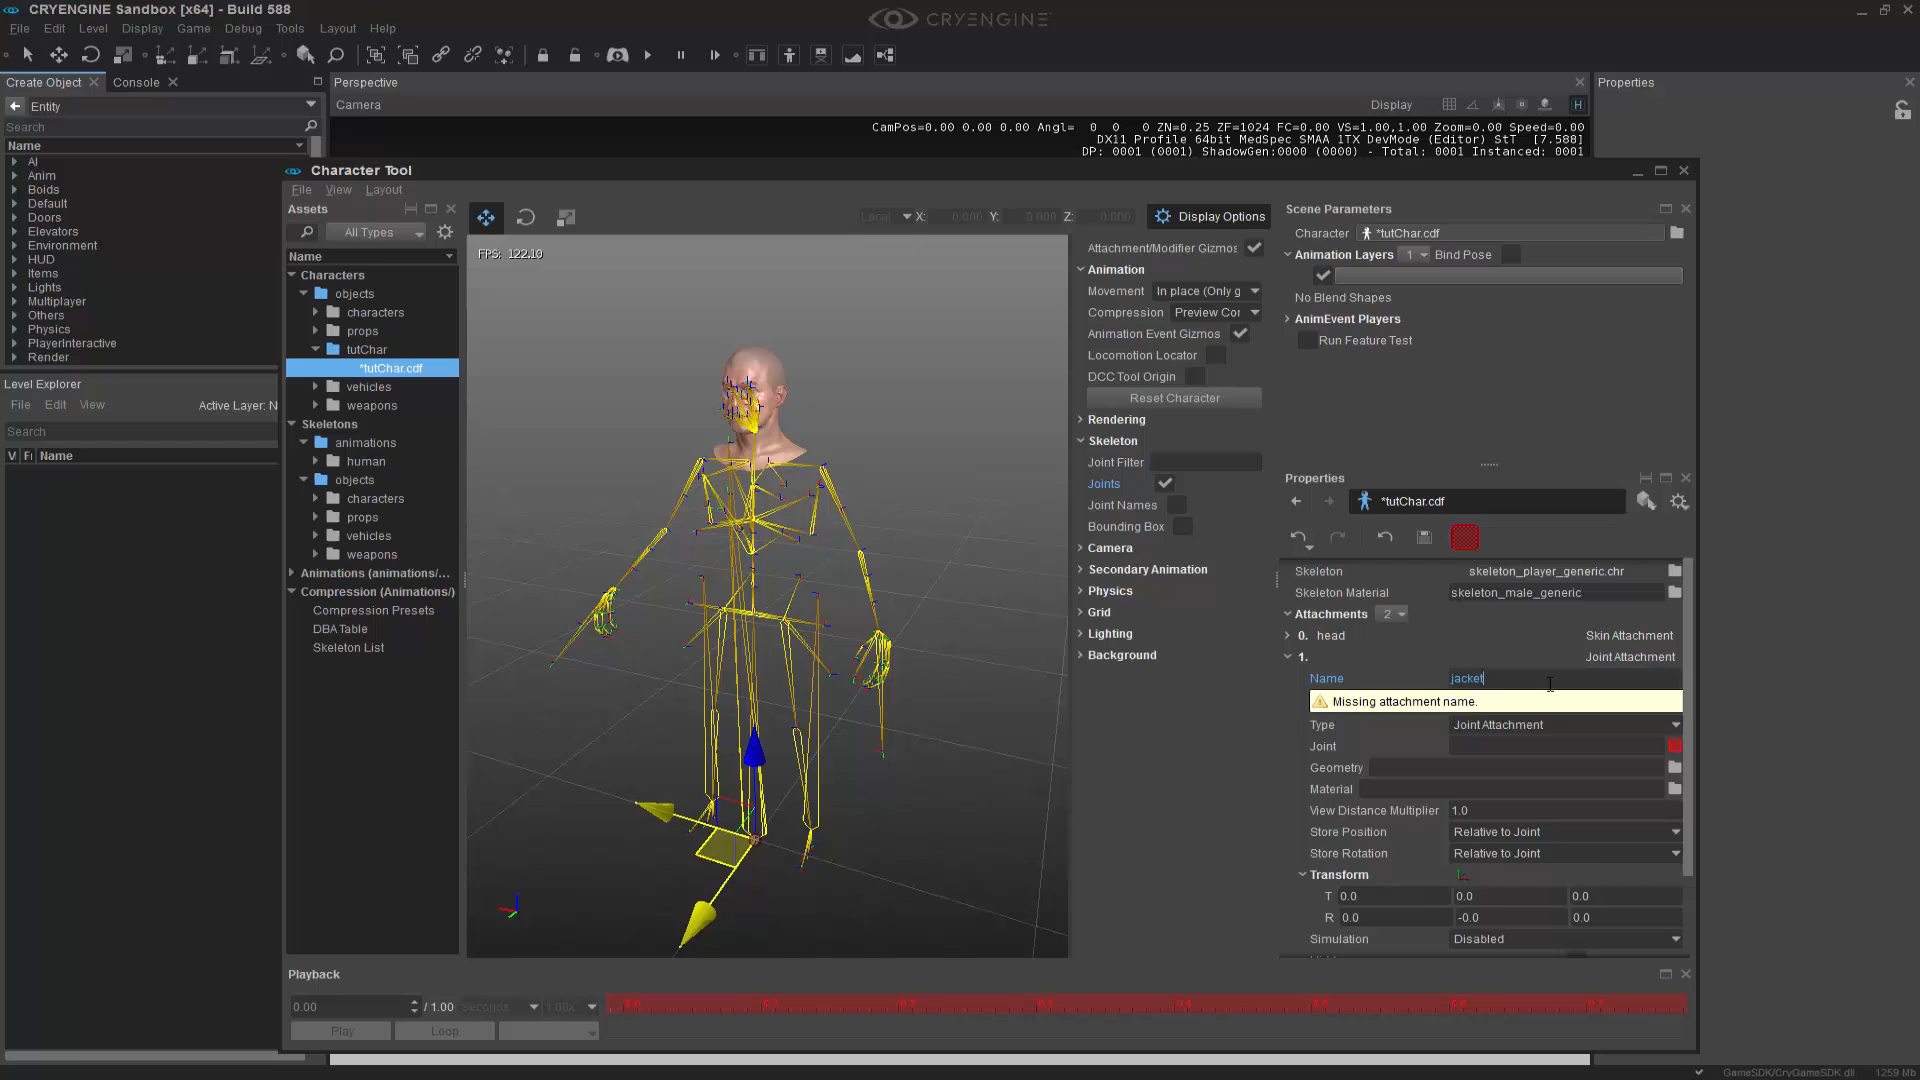 CRYENGINE Sandbox [x64] - Build 588
CRYENGINE
File Edit Level Display Game Debug Tools Layout Help
Create Object
Console
Perspective
Properties
Entity
Camera
Display
H
Search
CamPos=0.00 0.00 0.00 Angl= 0 0 0 ZN=0.25 ZF=1024 FC=0.00 VS=1.00,1.00 Zoom=0.00 Speed=0.00
DX11 Profile 64bit MedSpec SMAA 1TX DevMode (Editor) StT [7.588]
DP: 0001 (0001) ShadowGen:0000 (0000) - Total: 0001 Instanced: 0001
Name
AI
Anim
Boids
Default
Doors
Elevators
Environment
HUD
Items
Lights
Multiplayer
Others
Physics
PlayerInteractive
Render
Level Explorer
File Edit View
Active Layer: N
Search
V Fi Name
Character Tool
File View Layout
Assets
All Types
Name
Characters
objects
characters
props
tutChar
*tutChar.cdf
vehicles
weapons
Skeletons
animations
human
objects
characters
props
vehicles
weapons
Animations (animations/...
Compression (Animations/)
Compression Presets
DBA Table
Skeleton List
Local X: 0.000 Y: 0.000 Z: 0.000
FPS: 122.10
Display Options
Attachment/Modifier Gizmos
Animation
Movement In place (Only g
Compression Preview Cor
Animation Event Gizmos
Locomotion Locator
DCC Tool Origin
Reset Character
Rendering
Skeleton
Joint Filter
Joints
Joint Names
Bounding Box
Camera
Secondary Animation
Physics
Grid
Lighting
Background
Scene Parameters
Character *tutChar.cdf
Animation Layers 1 Bind Pose
No Blend Shapes
AnimEvent Players
Run Feature Test
Properties
*tutChar.cdf
Skeleton skeleton_player_generic.chr
Skeleton Material skeleton_male_generic
Attachments 2
0. head Skin Attachment
1. Joint Attachment
Name jacket
Missing attachment name.
Type Joint Attachment
Joint
Geometry
Material
View Distance Multiplier 1.0
Store Position Relative to Joint
Store Rotation Relative to Joint
Transform
T 0.0 0.0 0.0
R 0.0 -0.0 0.0
Simulation Disabled
Playback
0.00 / 1.00 Seconds 1.00x
Play Loop
GameSDK/CryGameSDK.dll 1259 Mb